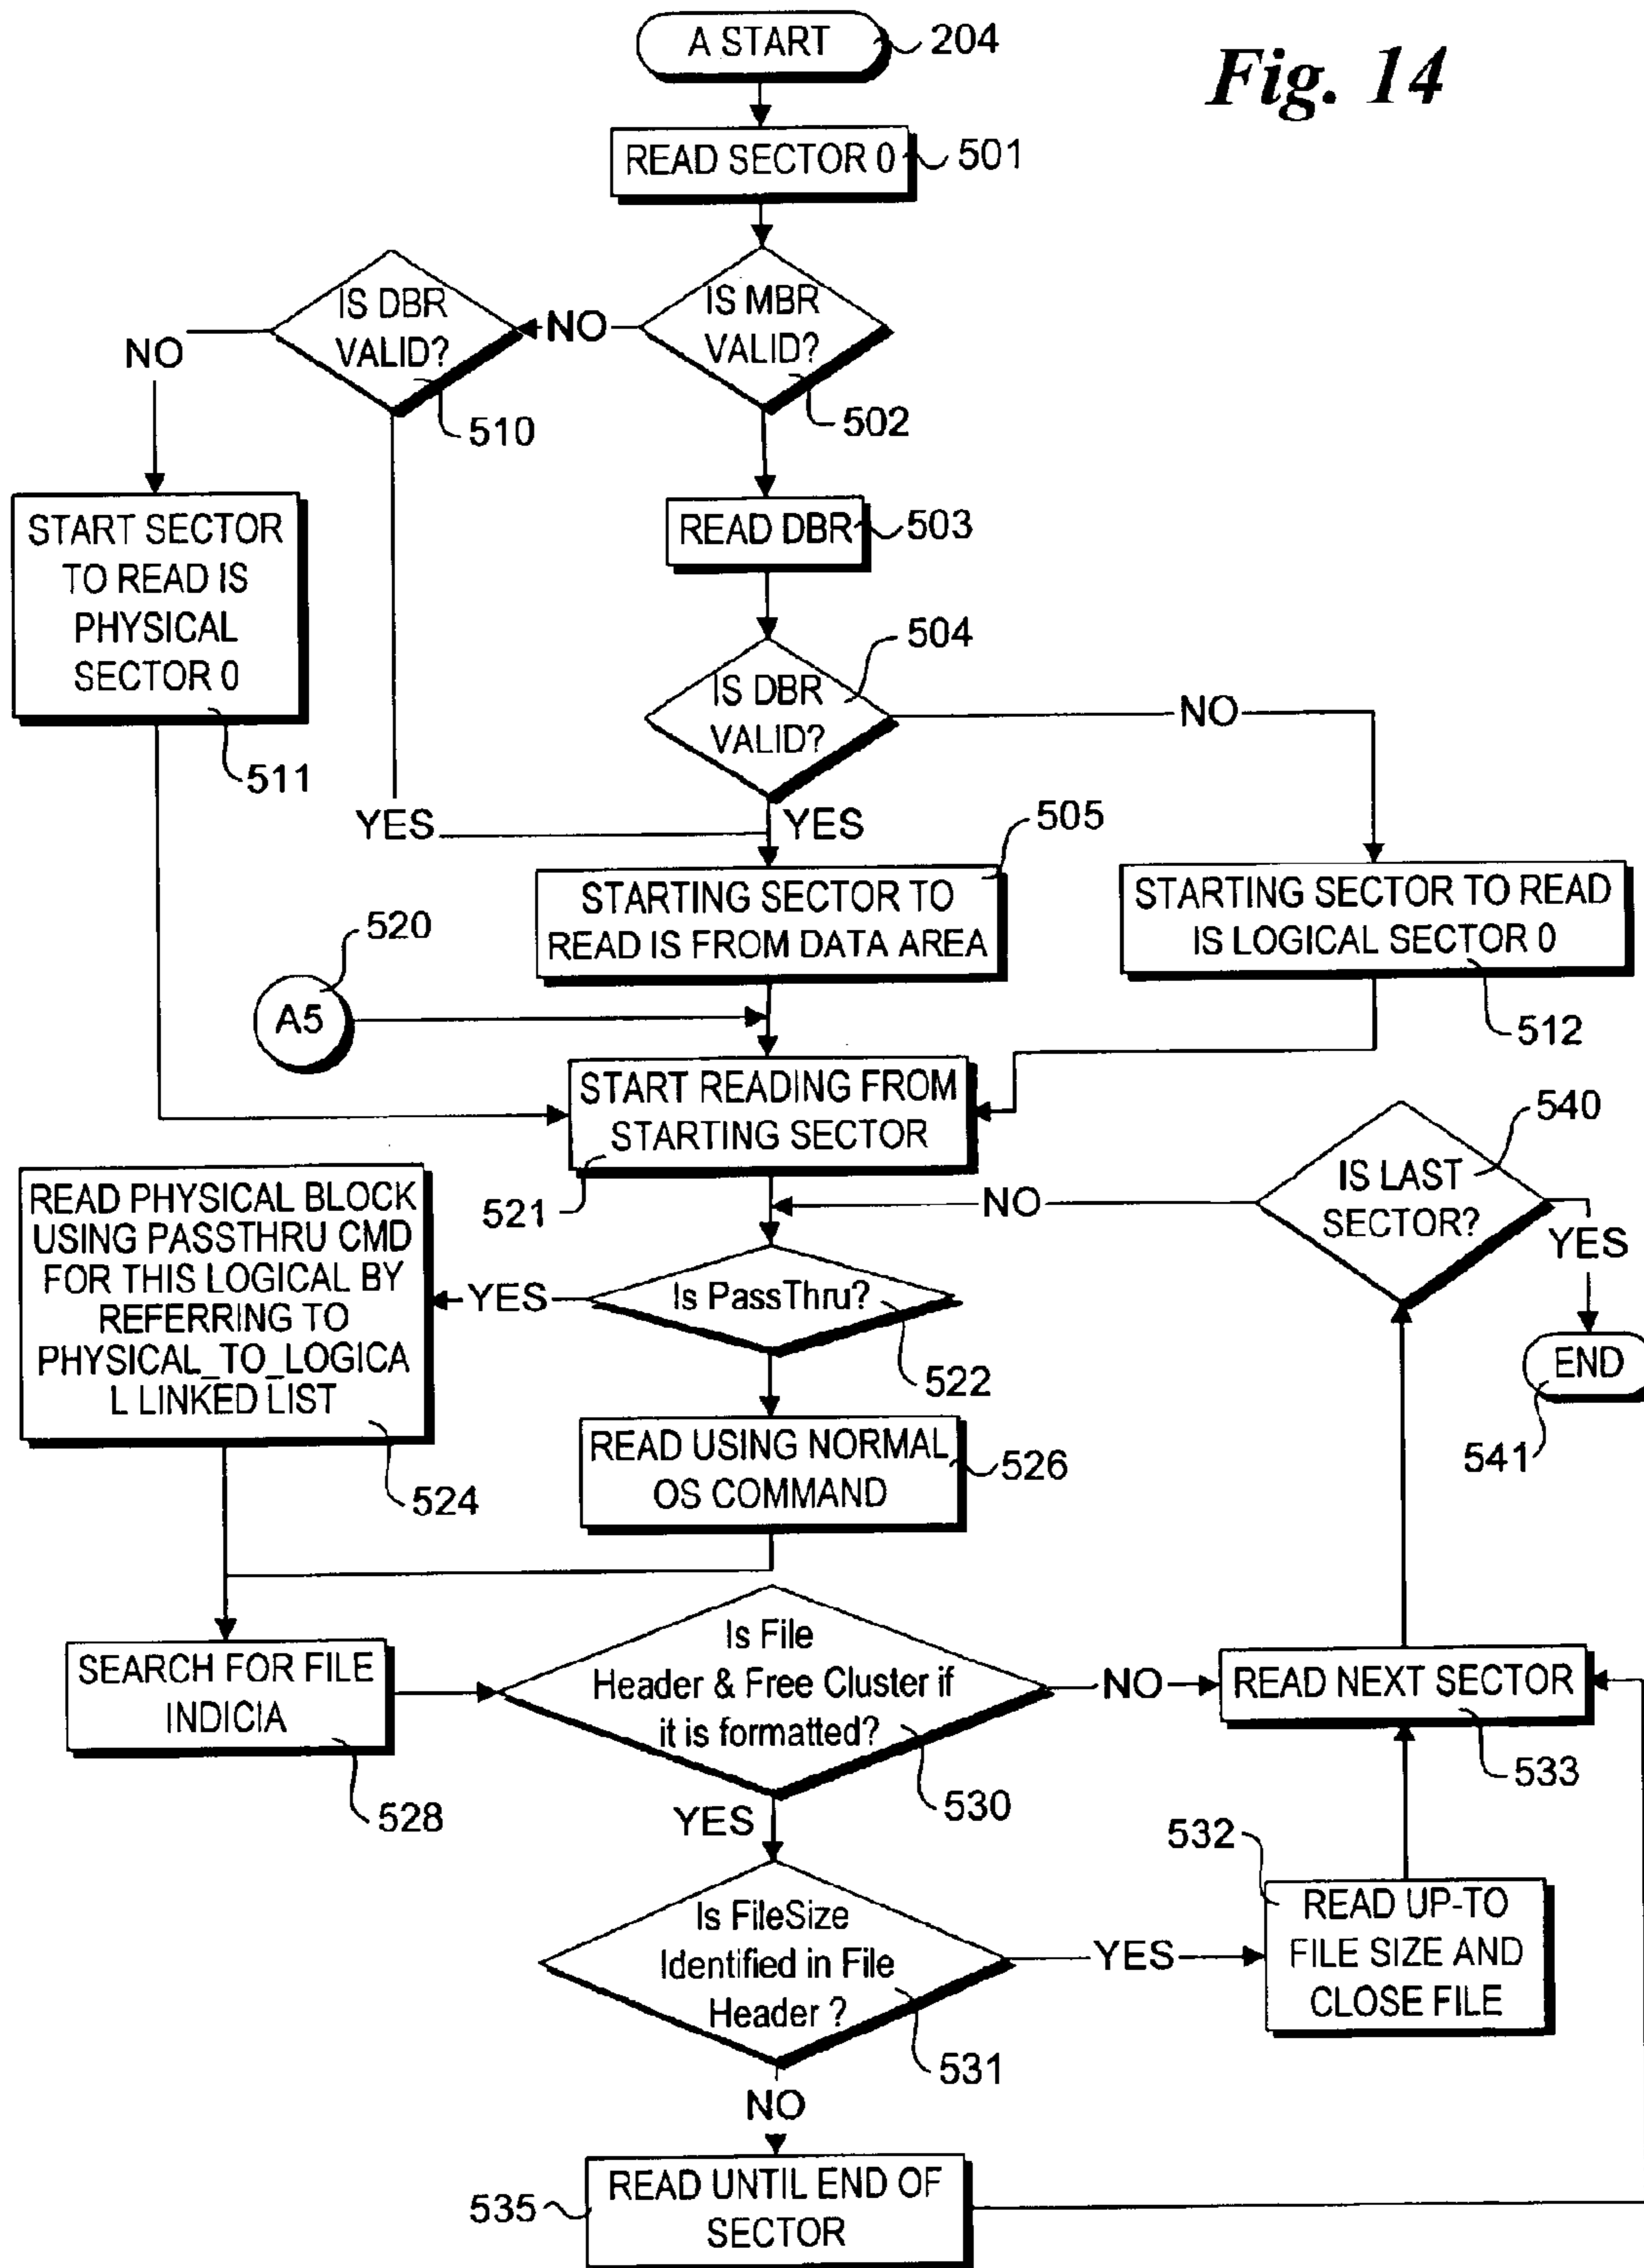 Fig. 14
A START
204
READ SECTOR 0
501
IS MBR
VALID?
502
NO
IS DBR
VALID?
510
NO
START SECTOR
TO READ IS
PHYSICAL
SECTOR 0
511
READ DBR
503
IS DBR
VALID?
504
NO
YES
YES
505
STARTING SECTOR TO
READ IS FROM DATA AREA
STARTING SECTOR TO READ
IS LOGICAL SECTOR 0
512
520
A5
START READING FROM
STARTING SECTOR
521
540
IS LAST
SECTOR?
NO
YES
END
541
Is PassThru?
522
YES
READ PHYSICAL BLOCK
USING PASSTHRU CMD
FOR THIS LOGICAL BY
REFERRING TO
PHYSICAL_TO_LOGICA
L LINKED LIST
524
READ USING NORMAL
OS COMMAND
526
SEARCH FOR FILE
INDICIA
528
Is File
Header & Free Cluster if
it is formatted?
530
NO
READ NEXT SECTOR
533
YES
Is FileSize
Identified in File
Header ?
531
YES
532
READ UP-TO
FILE SIZE AND
CLOSE FILE
NO
535
READ UNTIL END OF
SECTOR